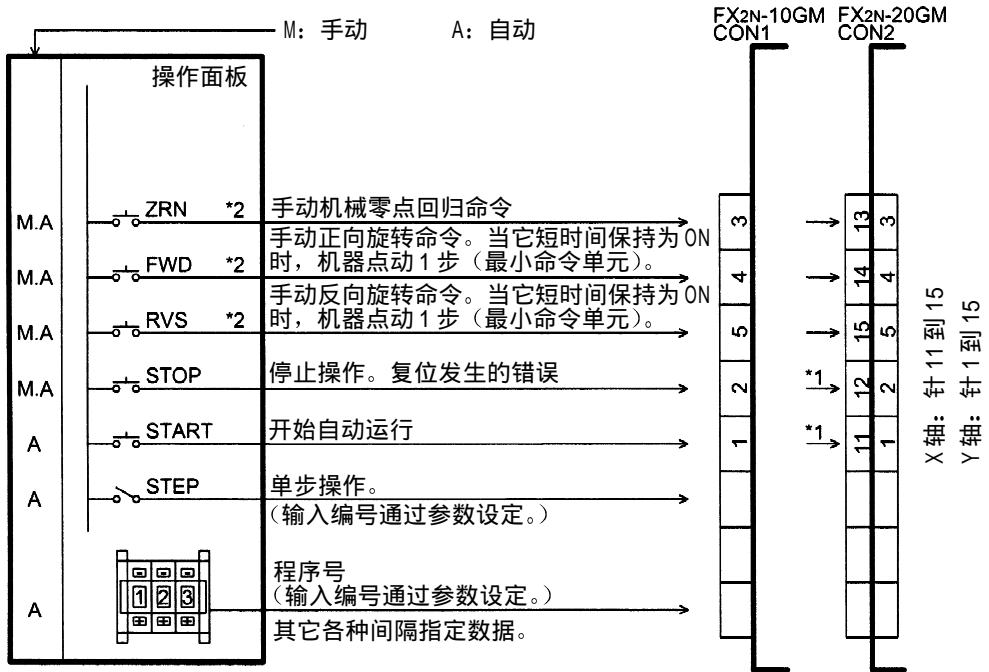 FX2N-10GM FX2N-20GM
CON1 CON2
M：手动 A：自动
操作面板
M.A ZRN *2 手动机械零点回归命令 3 13 3
手动正向旋转命令。当它短时间保持为ON
M.A FWD *2 时，机器点动1步（最小命令单元）。 4 14 4
手动反向旋转命令。当它短时间保持为ON
M.A RVS *2 时，机器点动1步（最小命令单元）。 5 15 5
M.A STOP 停止操作。复位发生的错误 2 *1 12 2
A START 开始自动运行 1 *1 11 1
A STEP 单步操作。
（输入编号通过参数设定。）
程序号
A 1 2 3 （输入编号通过参数设定。）
其它各种间隔指定数据。
X轴：针11到15
Y轴：针1到15